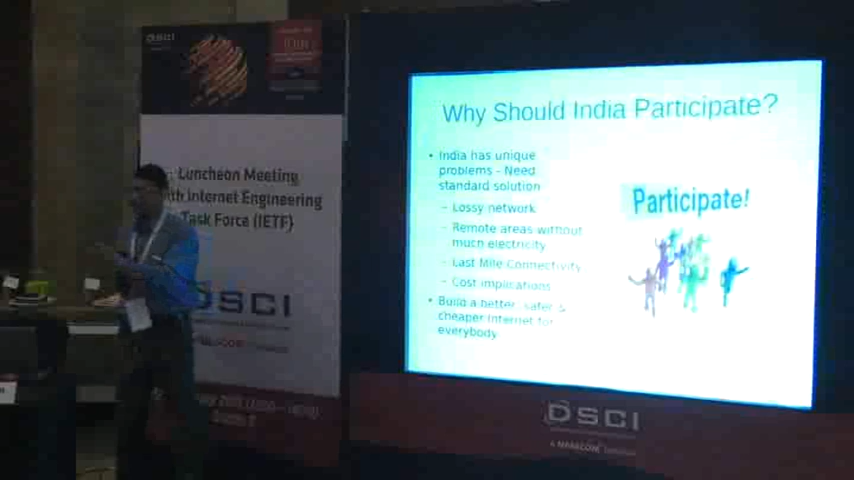 DSCI
Luncheon Meeting
Internet Engineering
Task Force (IETF)
DSCI
Why Should India Participate?
• India has unique
problems - Need
standard solution
– Lossy network
– Remote areas without
much electricity
– Last Mile Connectivity
– Cost implications
• Build a better, safer &
cheaper Internet for
everybody
Participate!
DSCI
A NASSCOM